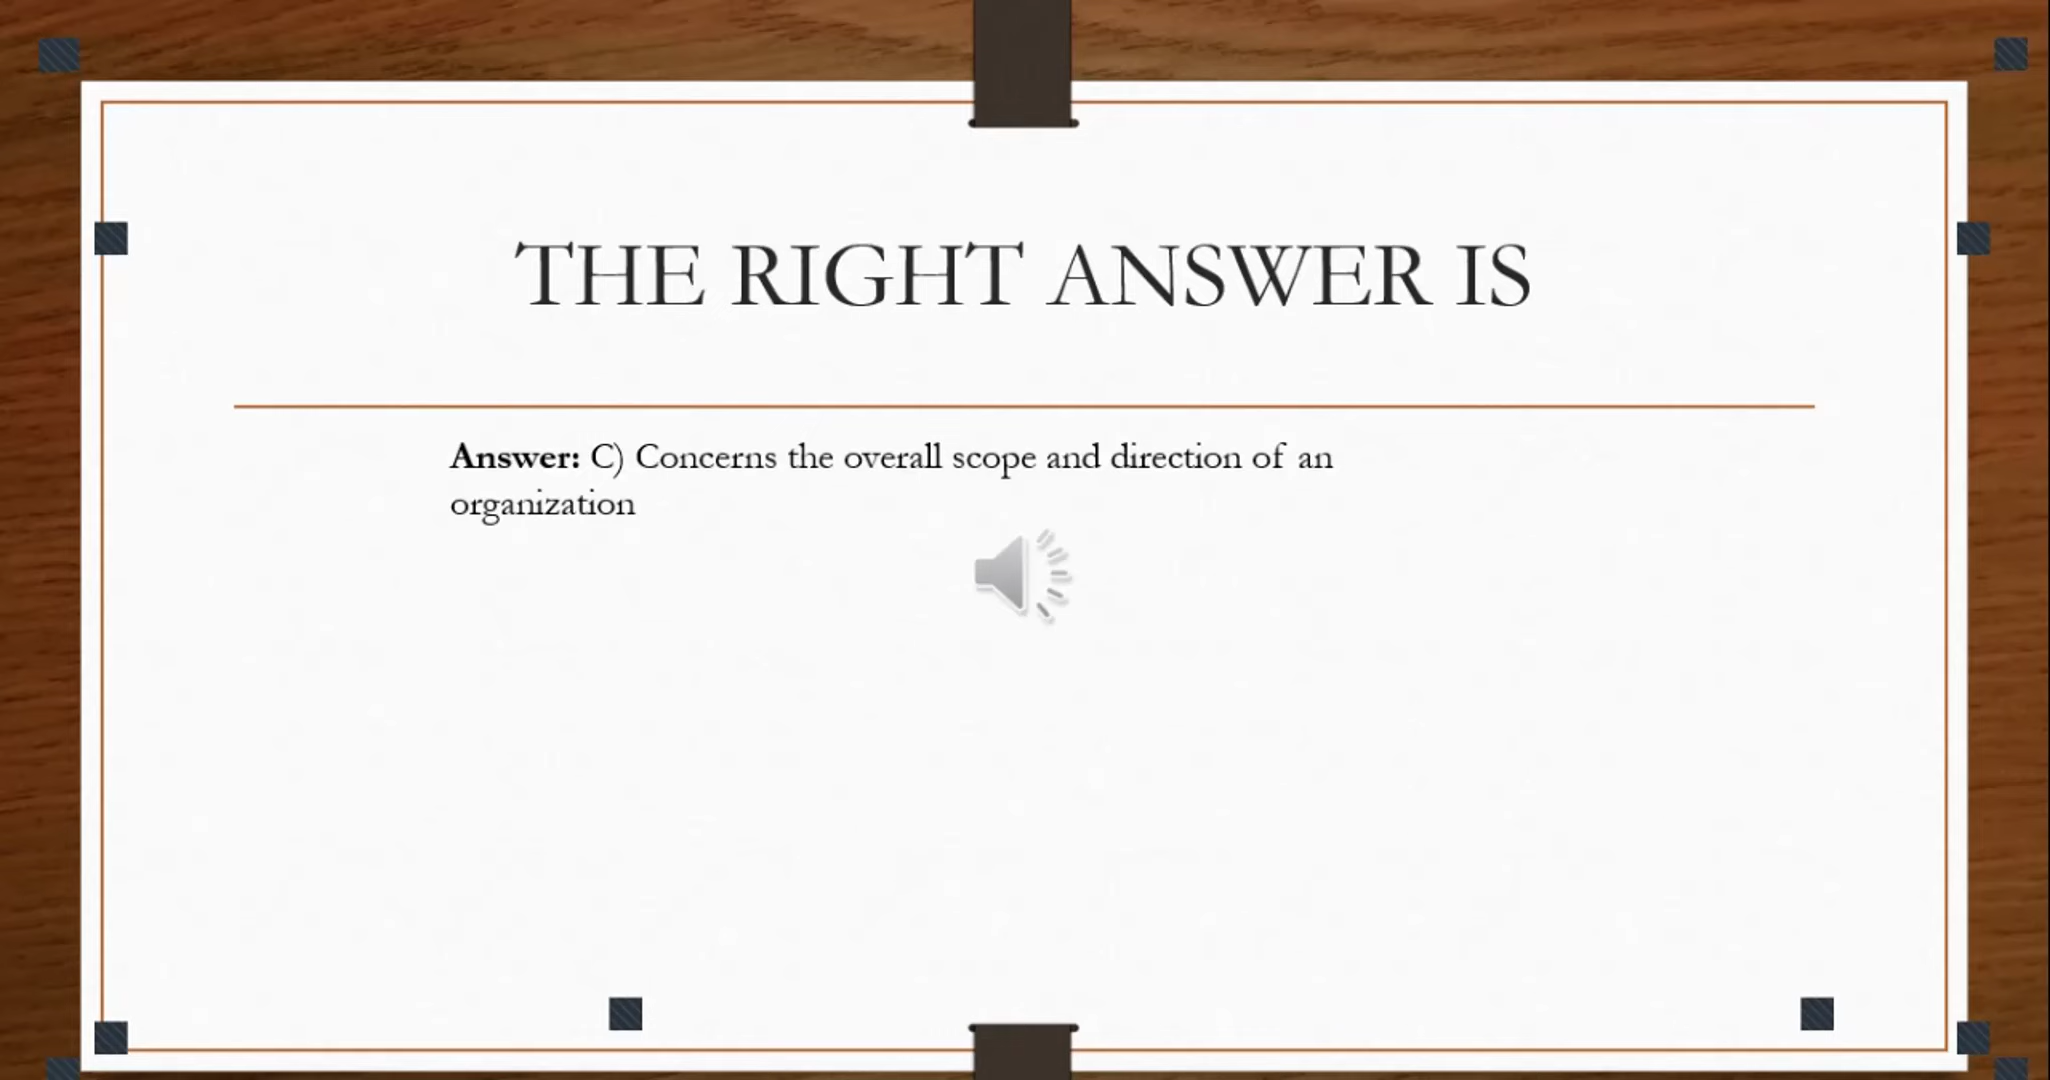 THE RIGHT ANSWER IS
Answer: C) Concerns the overall scope and direction of an
organization